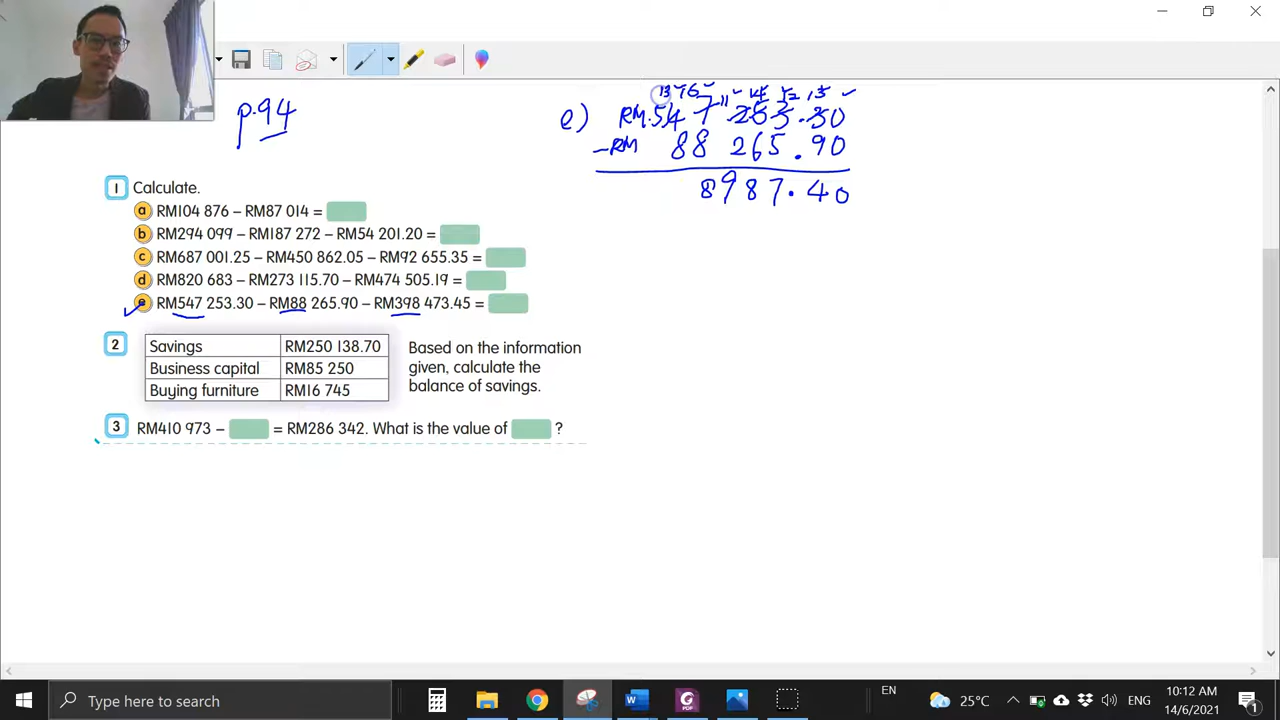 p.94
e) RM547 253.30
-RM 88 265.90
8987.40
1 Calculate.
a RM104 876 – RM87 014 =
b RM294 099 – RM187 272 – RM54 201.20 =
c RM687 001.25 – RM450 862.05 – RM92 655.35 =
d RM820 683 – RM273 115.70 – RM474 505.19 =
e RM547 253.30 – RM88 265.90 – RM398 473.45 =
2 Savings RM250 138.70
Business capital RM85 250
Buying furniture RM16 745
Based on the information
given, calculate the
balance of savings.
3 RM410 973 – = RM286 342. What is the value of ?
Type here to search
EN
25°C
ENG
10:12 AM
14/6/2021
1